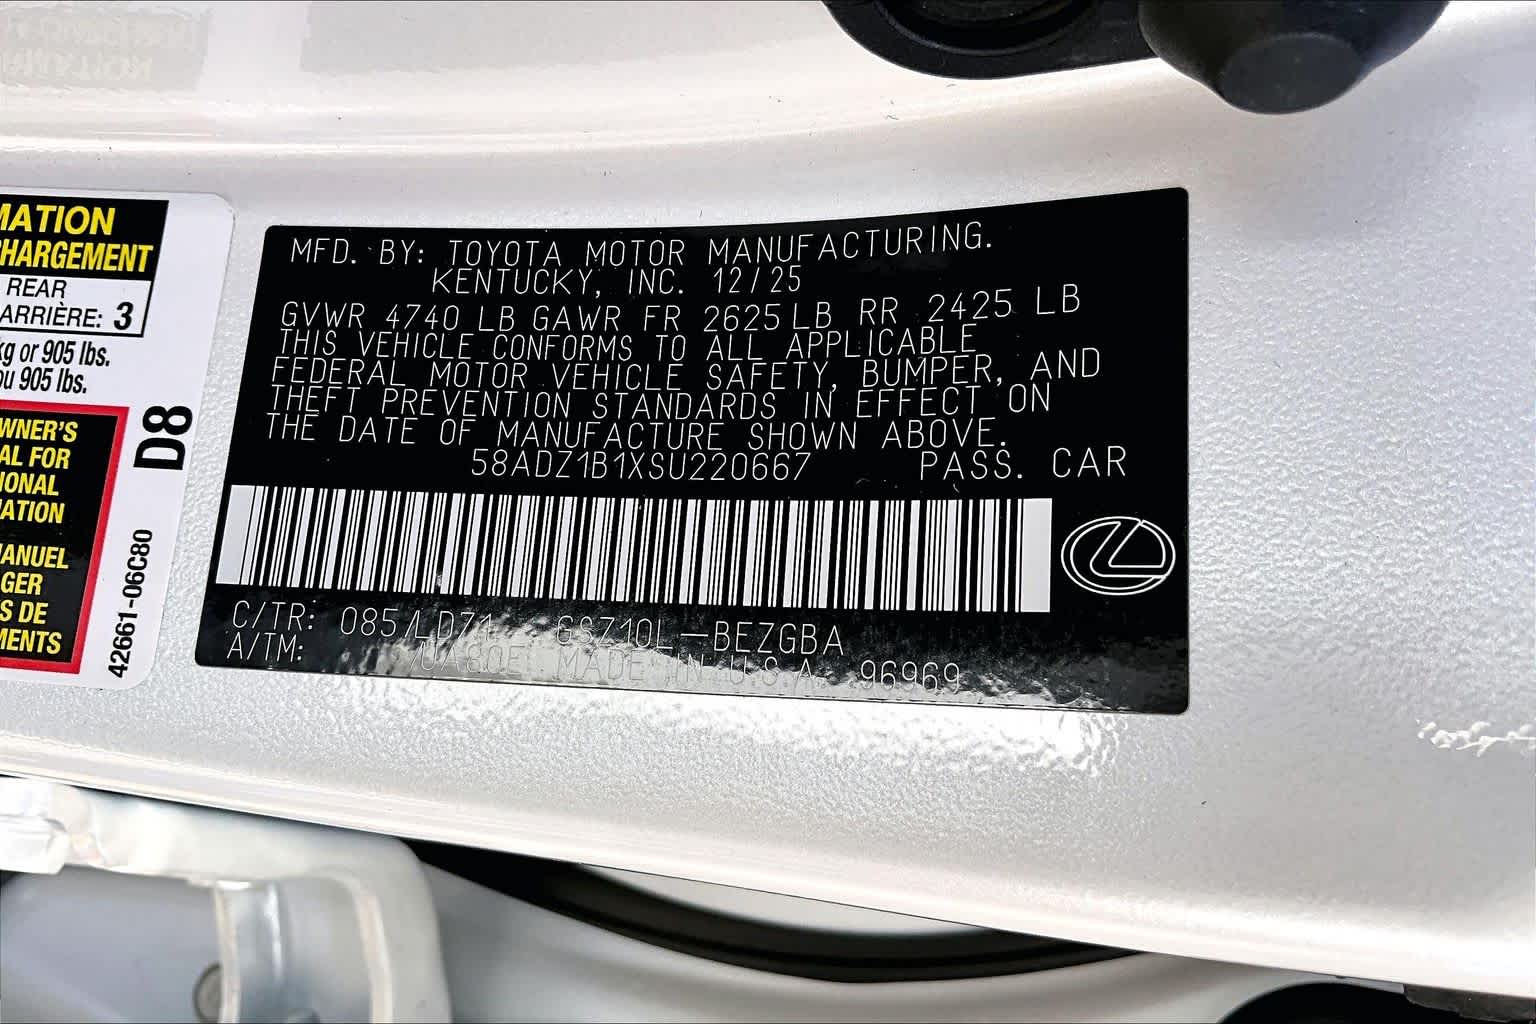 MATION
CHARGEMENT
REAR
ARRIÈRE: 3
kg or 905 lbs.
ou 905 lbs.
WNER'S
AL FOR
IONAL
ATION
MANUEL
GER
S DE
MENTS
D8
42661-06C80
MFD. BY: TOYOTA MOTOR MANUFACTURING.
KENTUCKY, INC. 12/25
GVWR 4740 LB GAWR FR 2625 LB RR 2425 LB
THIS VEHICLE CONFORMS TO ALL APPLICABLE
FEDERAL MOTOR VEHICLE SAFETY, BUMPER, AND
THEFT PREVENTION STANDARDS IN EFFECT ON
THE DATE OF MANUFACTURE SHOWN ABOVE.
58ADZ1B1XSU220667 PASS. CAR
C/TR: 085/LD71 GSZ10L-BEZGBA
A/TM: /UA80E MADE IN U.S.A. 96969